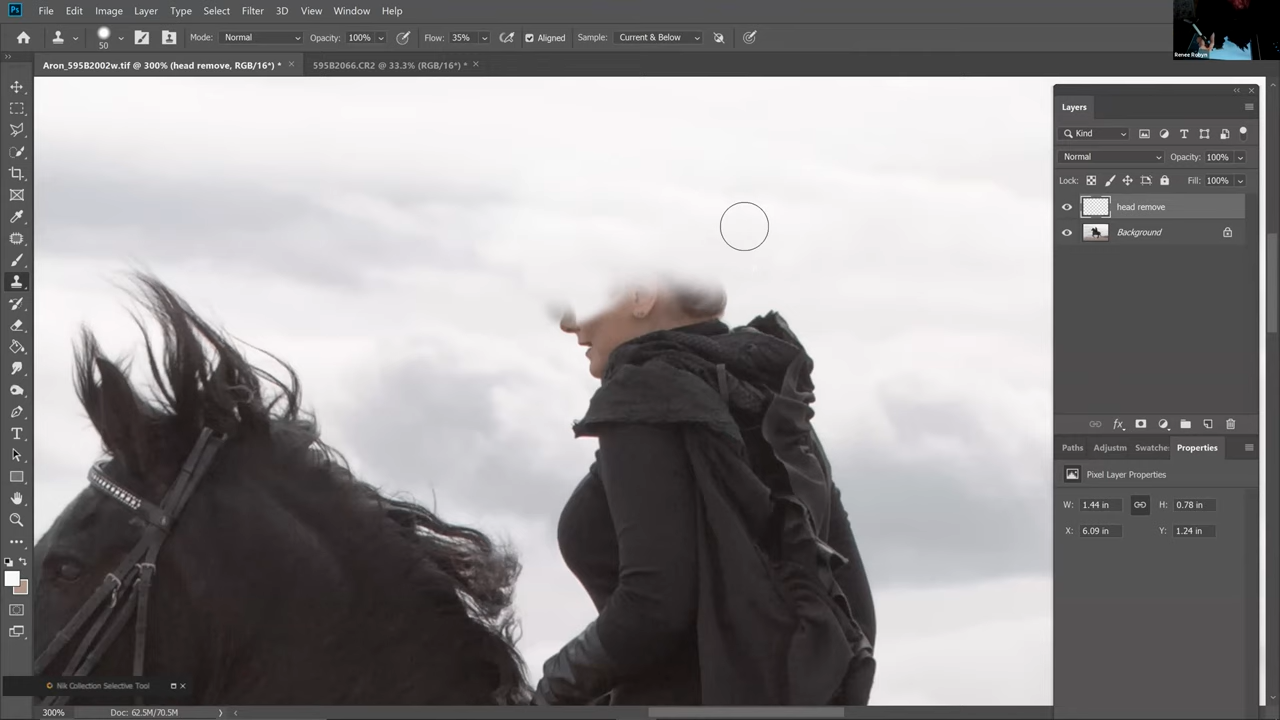 Ps File Edit Image Layer Type Select Filter 3D View Window Help
50 Mode: Normal Opacity: 100% Flow: 35% Aligned Sample: Current & Below
Renee Robyn
Aron_595B2002w.tif @ 300% (head remove, RGB/16*) * × 595B2066.CR2 @ 33.3% (RGB/16*) * ×
Layers
Kind
Normal Opacity: 100%
Lock: Fill: 100%
head remove
Background
fx
Paths Adjustm Swatche Properties
Pixel Layer Properties
W: 1.44 in H: 0.78 in
X: 6.09 in Y: 1.24 in
Nik Collection Selective Tool
300% Doc: 62.5M/70.5M